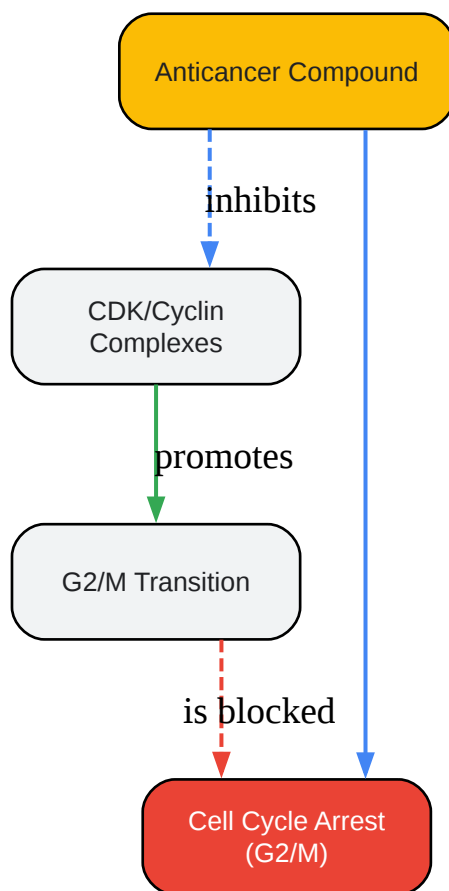 Anticancer Compound
inhibits
CDK/Cyclin
Complexes
promotes
G2/M Transition
is blocked
Cell Cycle Arrest
(G2/M)